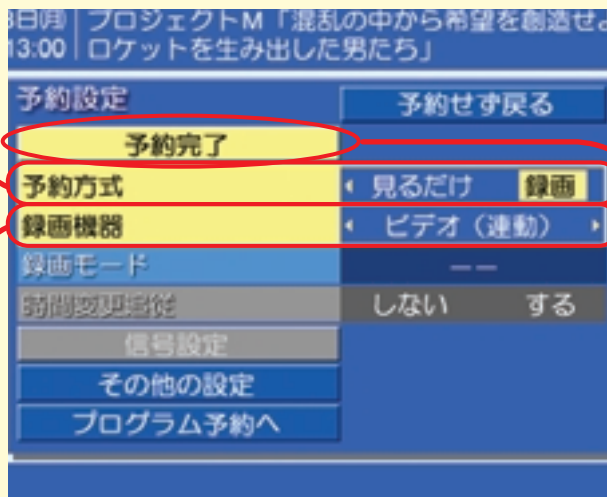 3日(月) プロジェクトM「混乱の中から希望を創造せよ
13:00 ロケットを生み出した男たち」
予約設定 予約せず戻る
予約完了
予約方式 見るだけ 録画
録画機器 ビデオ(連動)
録画モード −−
時間変更追従 しない する
信号設定
その他の設定
プログラム予約へ